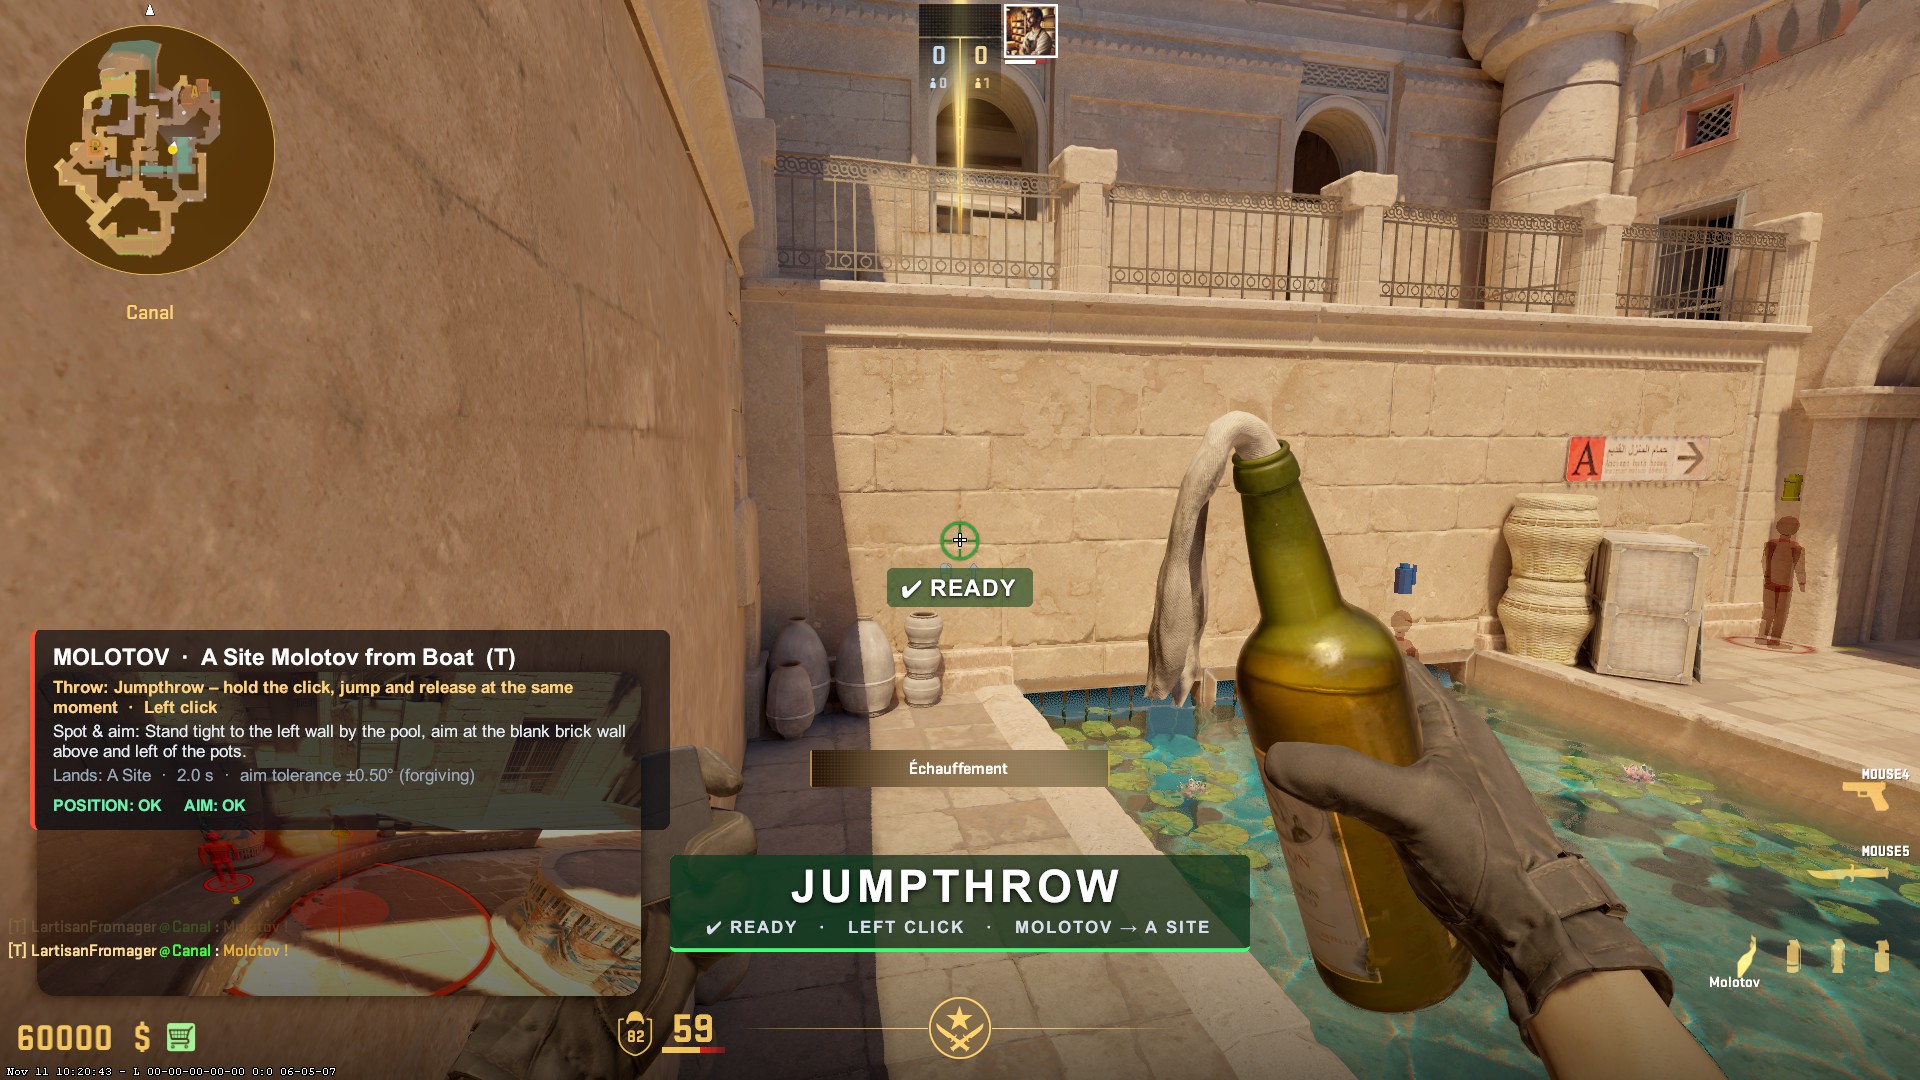 0 0
0 1
Canal
A حمام المنزل القديم
✔ READY
MOLOTOV · A Site Molotov from Boat (T)
Throw: Jumpthrow – hold the click, jump and release at the same
moment · Left click
Spot & aim: Stand tight to the left wall by the pool, aim at the blank brick wall
above and left of the pots.
Lands: A Site · 2.0 s · aim tolerance ±0.50° (forgiving)
POSITION: OK AIM: OK
Échauffement
MOUSE4
MOUSE5
JUMPTHROW
✔ READY · LEFT CLICK · MOLOTOV → A SITE
[T] LartisanFromager@Canal : Molotov !
[T] LartisanFromager@Canal : Molotov !
Molotov
60000 $
82 59
Nov 11 10:20:43 - L 00-00-00-00-00 0:0 06-05-07